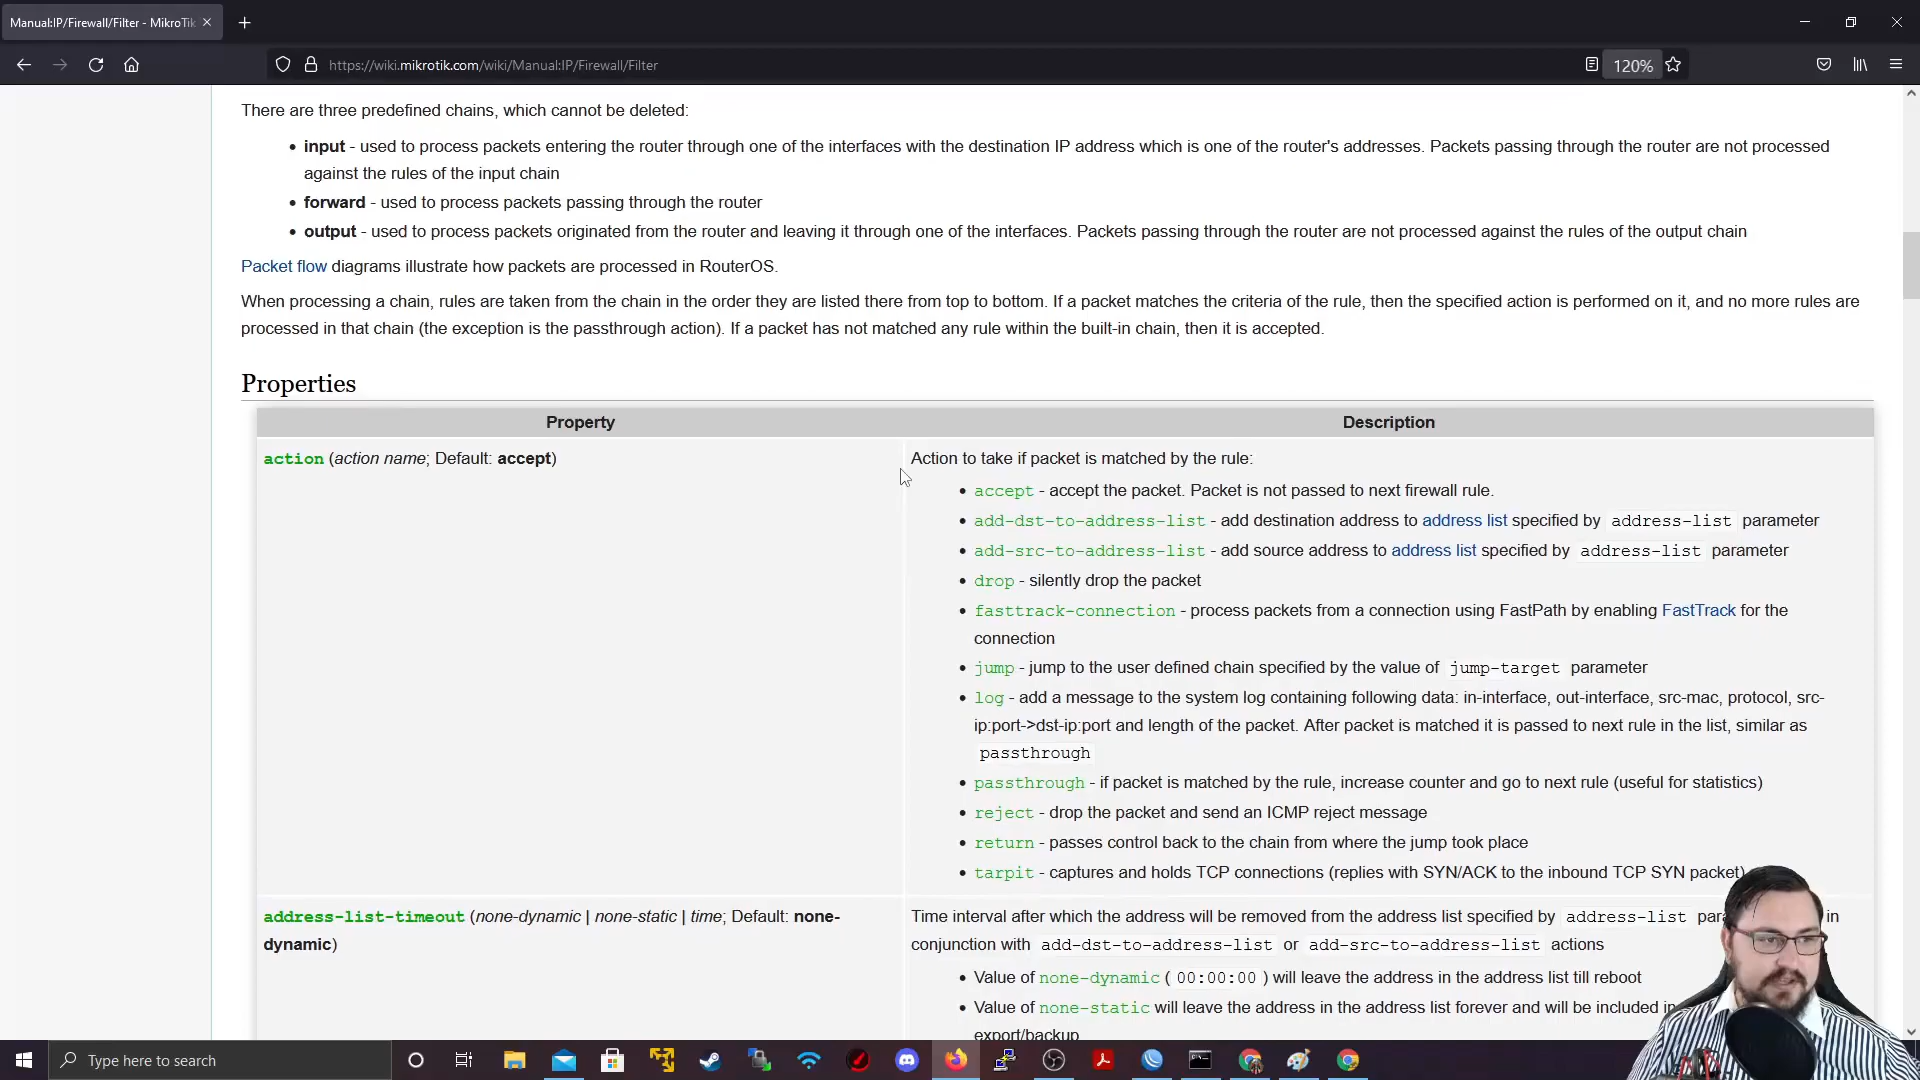 Manual:IP/Firewall/Filter - MikroTik
https://wiki.mikrotik.com/wiki/Manual:IP/Firewall/Filter
120%
There are three predefined chains, which cannot be deleted:
input - used to process packets entering the router through one of the interfaces with the destination IP address which is one of the router's addresses. Packets passing through the router are not processed
against the rules of the input chain
forward - used to process packets passing through the router
output - used to process packets originated from the router and leaving it through one of the interfaces. Packets passing through the router are not processed against the rules of the output chain
Packet flow diagrams illustrate how packets are processed in RouterOS.
When processing a chain, rules are taken from the chain in the order they are listed there from top to bottom. If a packet matches the criteria of the rule, then the specified action is performed on it, and no more rules are
processed in that chain (the exception is the passthrough action). If a packet has not matched any rule within the built-in chain, then it is accepted.
Properties
Property Description
action (action name; Default: accept)
Action to take if packet is matched by the rule:
accept - accept the packet. Packet is not passed to next firewall rule.
add-dst-to-address-list - add destination address to address list specified by address-list parameter
add-src-to-address-list - add source address to address list specified by address-list parameter
drop - silently drop the packet
fasttrack-connection - process packets from a connection using FastPath by enabling FastTrack for the
connection
jump - jump to the user defined chain specified by the value of jump-target parameter
log - add a message to the system log containing following data: in-interface, out-interface, src-mac, protocol, src-
ip:port->dst-ip:port and length of the packet. After packet is matched it is passed to next rule in the list, similar as
passthrough
passthrough - if packet is matched by the rule, increase counter and go to next rule (useful for statistics)
reject - drop the packet and send an ICMP reject message
return - passes control back to the chain from where the jump took place
tarpit - captures and holds TCP connections (replies with SYN/ACK to the inbound TCP SYN packet)
address-list-timeout (none-dynamic | none-static | time; Default: none-
dynamic)
Time interval after which the address will be removed from the address list specified by address-list in
conjunction with add-dst-to-address-list or add-src-to-address-list actions
Value of none-dynamic ( 00:00:00 ) will leave the address in the address list till reboot
Value of none-static will leave the address in the address list forever and will be included in
export/backup
Type here to search